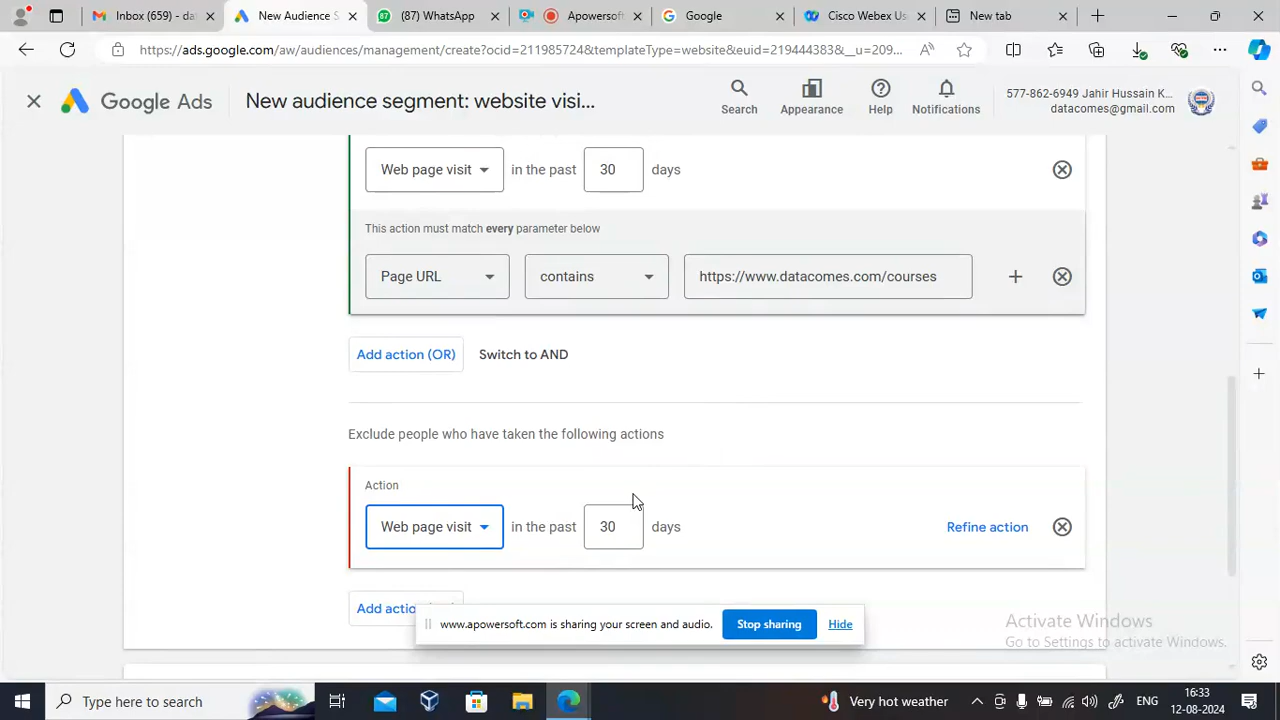 Inbox (659) - da
New Audience S
(87) WhatsApp
Apowersoft
Google
Cisco Webex Us
New tab
https://ads.google.com/aw/audiences/management/create?ocid=211985724&templateType=website&euid=219444383&__u=209...
Google Ads
New audience segment: website visi...
Search
Appearance
Help
Notifications
577-862-6949 Jahir Hussain K...
datacomes@gmail.com
Web page visit in the past 30 days
This action must match every parameter below
Page URL contains https://www.datacomes.com/courses
Add action (OR) Switch to AND
Exclude people who have taken the following actions
Action
Web page visit in the past 30 days Refine action
Add actio
www.apowersoft.com is sharing your screen and audio. Stop sharing Hide
Activate Windows
Go to Settings to activate Windows.
Type here to search
Very hot weather
ENG
16:33
12-08-2024